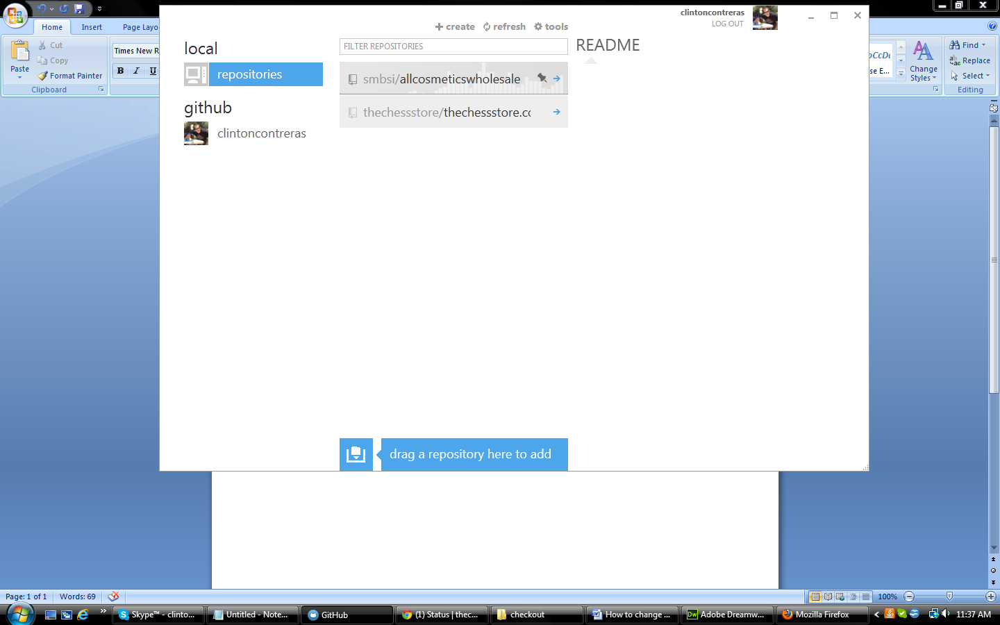 Home Insert Page Layo
Cut
Copy
Format Painter
Paste
Clipboard
Times New R
B I U
clintoncontreras
LOG OUT
create refresh tools
local
repositories
github
clintoncontreras
FILTER REPOSITORIES
smbsi/allcosmeticswholesale
thechessstore/thechessstore.cc
README
drag a repository here to add
se E...
Change
Styles
Find
Replace
Select
Editing
Page: 1 of 1 Words: 69
100%
Skype™ - clinto...
Untitled - Note...
GitHub
(1) Status | thec...
checkout
How to change ...
Adobe Dreamw...
Mozilla Firefox
11:37 AM